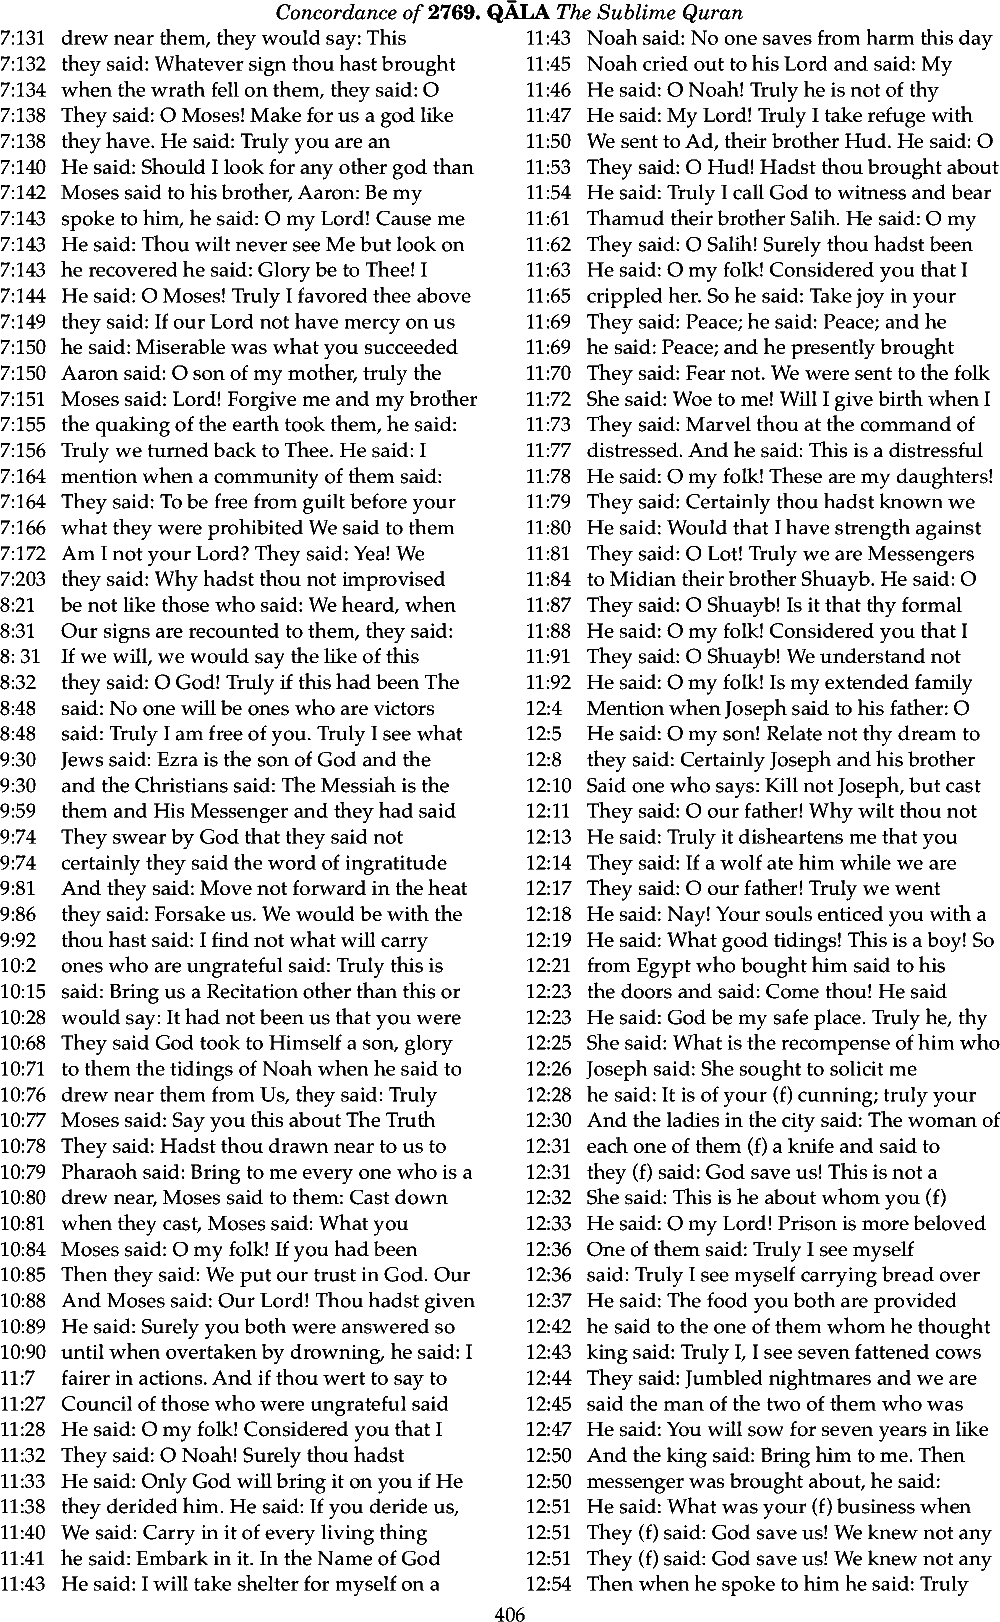 Concordance of 2769. QĀLA The Sublime Quran
7:131 drew near them, they would say: This
7:132 they said: Whatever sign thou hast brought
7:134 when the wrath fell on them, they said: O
7:138 They said: O Moses! Make for us a god like
7:138 they have. He said: Truly you are an
7:140 He said: Should I look for any other god than
7:142 Moses said to his brother, Aaron: Be my
7:143 spoke to him, he said: O my Lord! Cause me
7:143 He said: Thou wilt never see Me but look on
7:143 he recovered he said: Glory be to Thee! I
7:144 He said: O Moses! Truly I favored thee above
7:149 they said: If our Lord not have mercy on us
7:150 he said: Miserable was what you succeeded
7:150 Aaron said: O son of my mother, truly the
7:151 Moses said: Lord! Forgive me and my brother
7:155 the quaking of the earth took them, he said:
7:156 Truly we turned back to Thee. He said: I
7:164 mention when a community of them said:
7:164 They said: To be free from guilt before your
7:166 what they were prohibited We said to them
7:172 Am I not your Lord? They said: Yea! We
7:203 they said: Why hadst thou not improvised
8:21 be not like those who said: We heard, when
8:31 Our signs are recounted to them, they said:
8: 31 If we will, we would say the like of this
8:32 they said: O God! Truly if this had been The
8:48 said: No one will be ones who are victors
8:48 said: Truly I am free of you. Truly I see what
9:30 Jews said: Ezra is the son of God and the
9:30 and the Christians said: The Messiah is the
9:59 them and His Messenger and they had said
9:74 They swear by God that they said not
9:74 certainly they said the word of ingratitude
9:81 And they said: Move not forward in the heat
9:86 they said: Forsake us. We would be with the
9:92 thou hast said: I find not what will carry
10:2 ones who are ungrateful said: Truly this is
10:15 said: Bring us a Recitation other than this or
10:28 would say: It had not been us that you were
10:68 They said God took to Himself a son, glory
10:71 to them the tidings of Noah when he said to
10:76 drew near them from Us, they said: Truly
10:77 Moses said: Say you this about The Truth
10:78 They said: Hadst thou drawn near to us to
10:79 Pharaoh said: Bring to me every one who is a
10:80 drew near, Moses said to them: Cast down
10:81 when they cast, Moses said: What you
10:84 Moses said: O my folk! If you had been
10:85 Then they said: We put our trust in God. Our
10:88 And Moses said: Our Lord! Thou hadst given
10:89 He said: Surely you both were answered so
10:90 until when overtaken by drowning, he said: I
11:7 fairer in actions. And if thou wert to say to
11:27 Council of those who were ungrateful said
11:28 He said: O my folk! Considered you that I
11:32 They said: O Noah! Surely thou hadst
11:33 He said: Only God will bring it on you if He
11:38 they derided him. He said: If you deride us,
11:40 We said: Carry in it of every living thing
11:41 he said: Embark in it. In the Name of God
11:43 He said: I will take shelter for myself on a
11:43 Noah said: No one saves from harm this day
11:45 Noah cried out to his Lord and said: My
11:46 He said: O Noah! Truly he is not of thy
11:47 He said: My Lord! Truly I take refuge with
11:50 We sent to Ad, their brother Hud. He said: O
11:53 They said: O Hud! Hadst thou brought about
11:54 He said: Truly I call God to witness and bear
11:61 Thamud their brother Salih. He said: O my
11:62 They said: O Salih! Surely thou hadst been
11:63 He said: O my folk! Considered you that I
11:65 crippled her. So he said: Take joy in your
11:69 They said: Peace; he said: Peace; and he
11:69 he said: Peace; and he presently brought
11:70 They said: Fear not. We were sent to the folk
11:72 She said: Woe to me! Will I give birth when I
11:73 They said: Marvel thou at the command of
11:77 distressed. And he said: This is a distressful
11:78 He said: O my folk! These are my daughters!
11:79 They said: Certainly thou hadst known we
11:80 He said: Would that I have strength against
11:81 They said: O Lot! Truly we are Messengers
11:84 to Midian their brother Shuayb. He said: O
11:87 They said: O Shuayb! Is it that thy formal
11:88 He said: O my folk! Considered you that I
11:91 They said: O Shuayb! We understand not
11:92 He said: O my folk! Is my extended family
12:4 Mention when Joseph said to his father: O
12:5 He said: O my son! Relate not thy dream to
12:8 they said: Certainly Joseph and his brother
12:10 Said one who says: Kill not Joseph, but cast
12:11 They said: O our father! Why wilt thou not
12:13 He said: Truly it disheartens me that you
12:14 They said: If a wolf ate him while we are
12:17 They said: O our father! Truly we went
12:18 He said: Nay! Your souls enticed you with a
12:19 He said: What good tidings! This is a boy! So
12:21 from Egypt who bought him said to his
12:23 the doors and said: Come thou! He said
12:23 He said: God be my safe place. Truly he, thy
12:25 She said: What is the recompense of him who
12:26 Joseph said: She sought to solicit me
12:28 he said: It is of your (f) cunning; truly your
12:30 And the ladies in the city said: The woman of
12:31 each one of them (f) a knife and said to
12:31 they (f) said: God save us! This is not a
12:32 She said: This is he about whom you (f)
12:33 He said: O my Lord! Prison is more beloved
12:36 One of them said: Truly I see myself
12:36 said: Truly I see myself carrying bread over
12:37 He said: The food you both are provided
12:42 he said to the one of them whom he thought
12:43 king said: Truly I, I see seven fattened cows
12:44 They said: Jumbled nightmares and we are
12:45 said the man of the two of them who was
12:47 He said: You will sow for seven years in like
12:50 And the king said: Bring him to me. Then
12:50 messenger was brought about, he said:
12:51 He said: What was your (f) business when
12:51 They (f) said: God save us! We knew not any
12:51 They (f) said: God save us! We knew not any
12:54 Then when he spoke to him he said: Truly
406